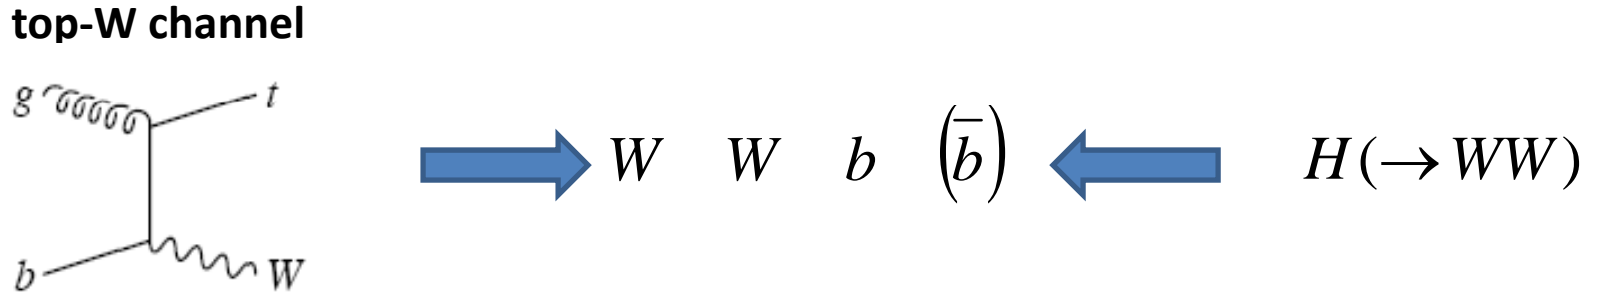 top-W channel
g t
W W b (b̅) H(→WW)
b W